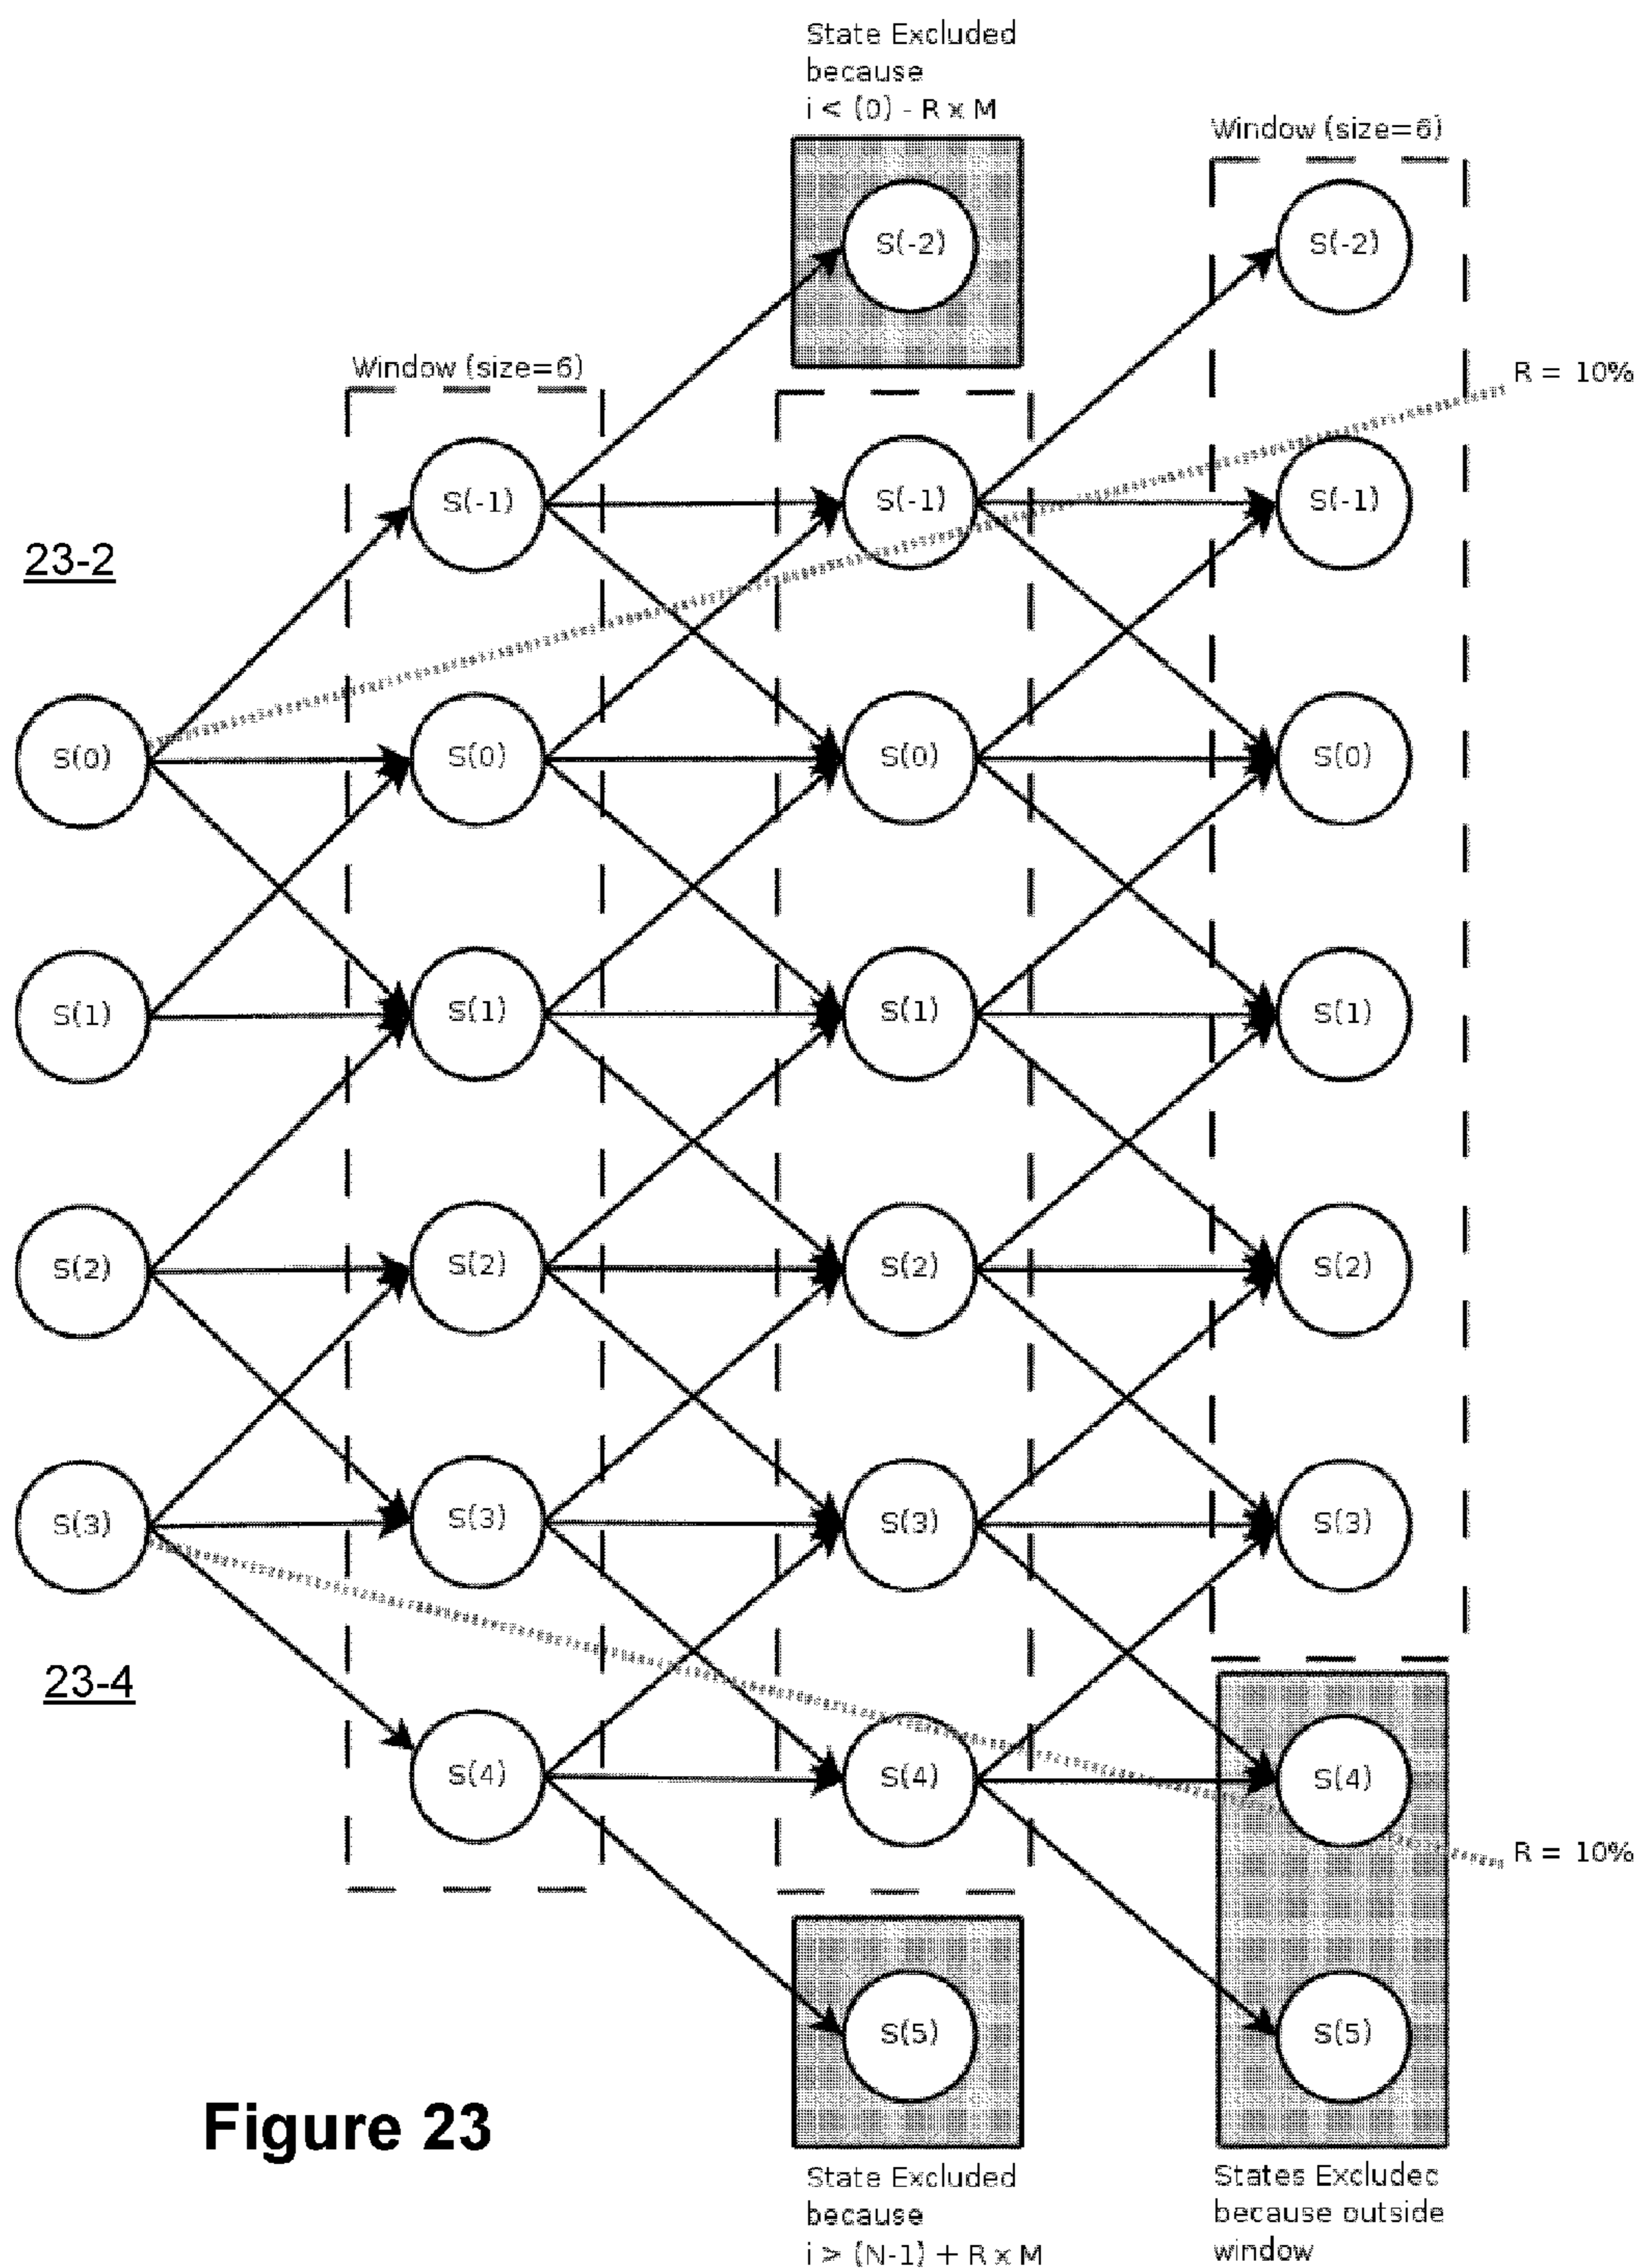 State Excluded
because
i < (0) - R x M
Window (size=6)
S(-2)
S(-2)
Window (size=6)
R = 10%
S(-1)
S(-1)
S(-1)
23-2
S(0)
S(0)
S(0)
S(0)
S(1)
S(1)
S(1)
S(1)
S(2)
S(2)
S(2)
S(2)
S(3)
S(3)
S(3)
S(3)
23-4
S(4)
S(4)
S(4)
R = 10%
S(5)
S(5)
Figure 23
State Excluded
because
i > (N-1) + R x M
States Excludec
because outside
window